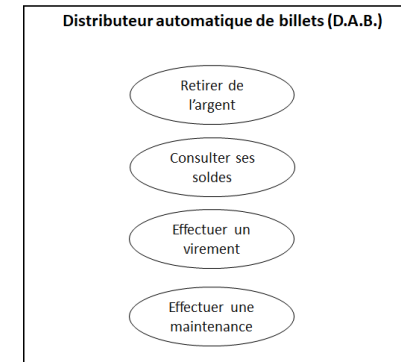 Distributeur automatique de billets (D.A.B.)
Retirer de
l'argent
Consulter ses
soldes
Effectuer un
virement
Effectuer une
maintenance